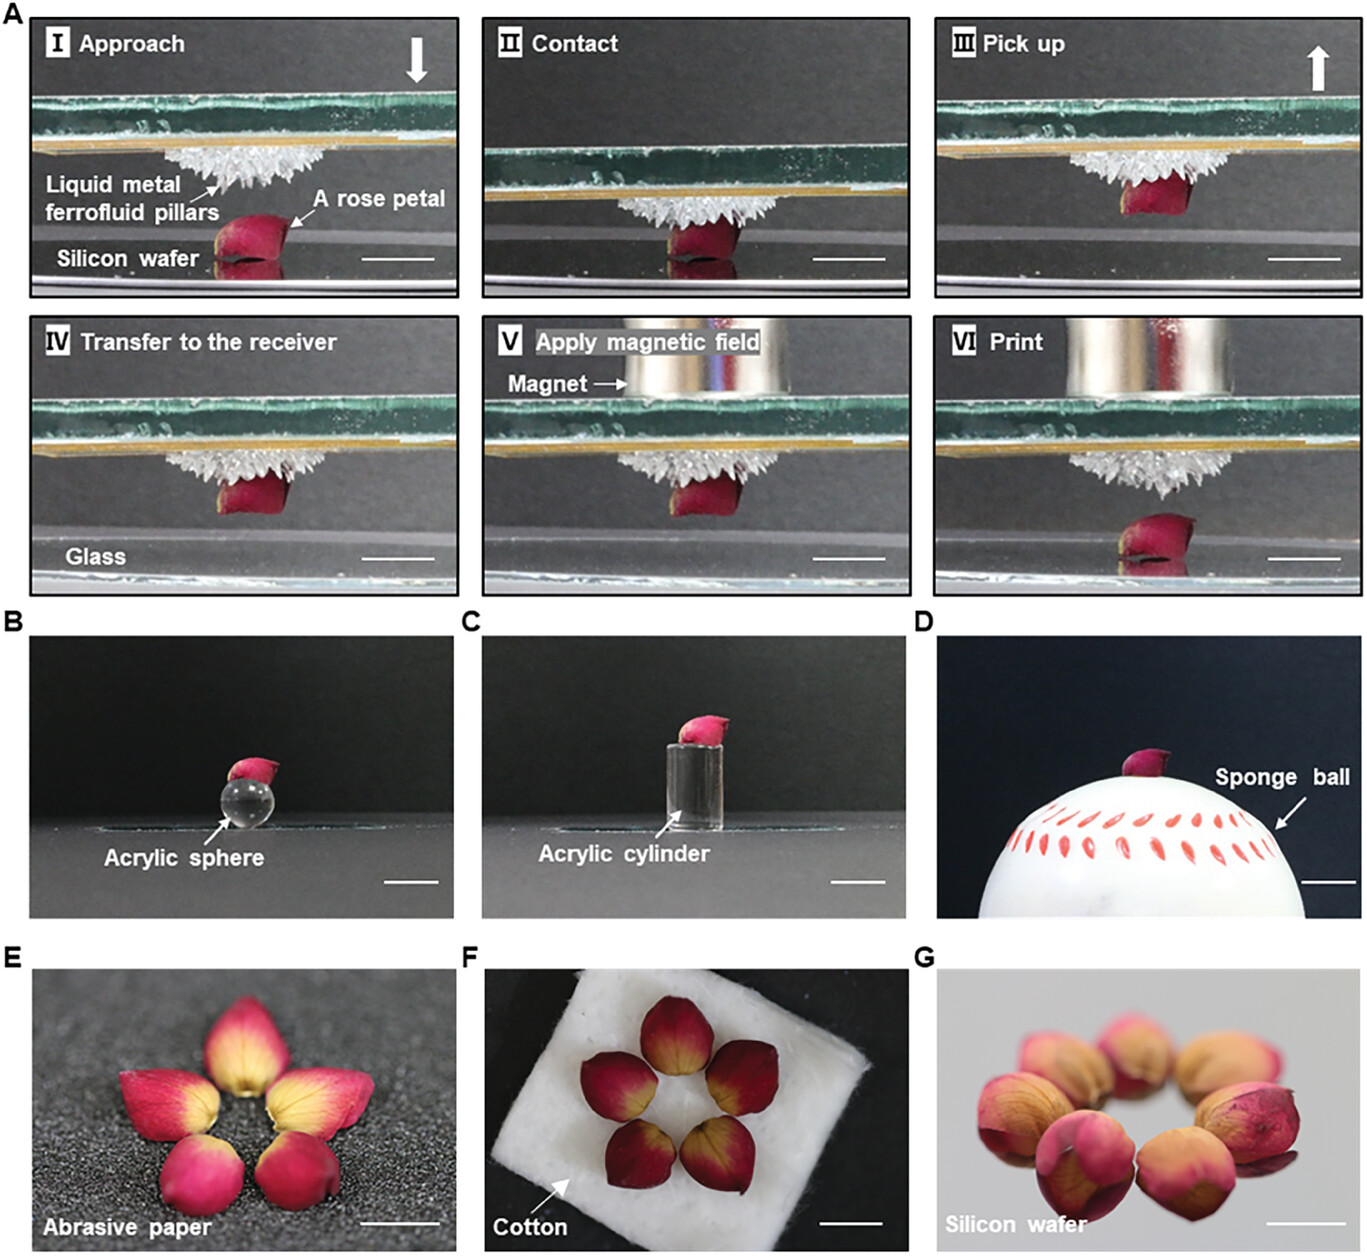 A
I Approach
II Contact
III Pick up
Liquid metal
ferrofluid pillars
A rose petal
Silicon wafer
IV Transfer to the receiver
V Apply magnetic field
VI Print
Magnet
Glass
B
C
D
Acrylic sphere
Acrylic cylinder
Sponge ball
E
F
G
Abrasive paper
Cotton
Silicon wafer